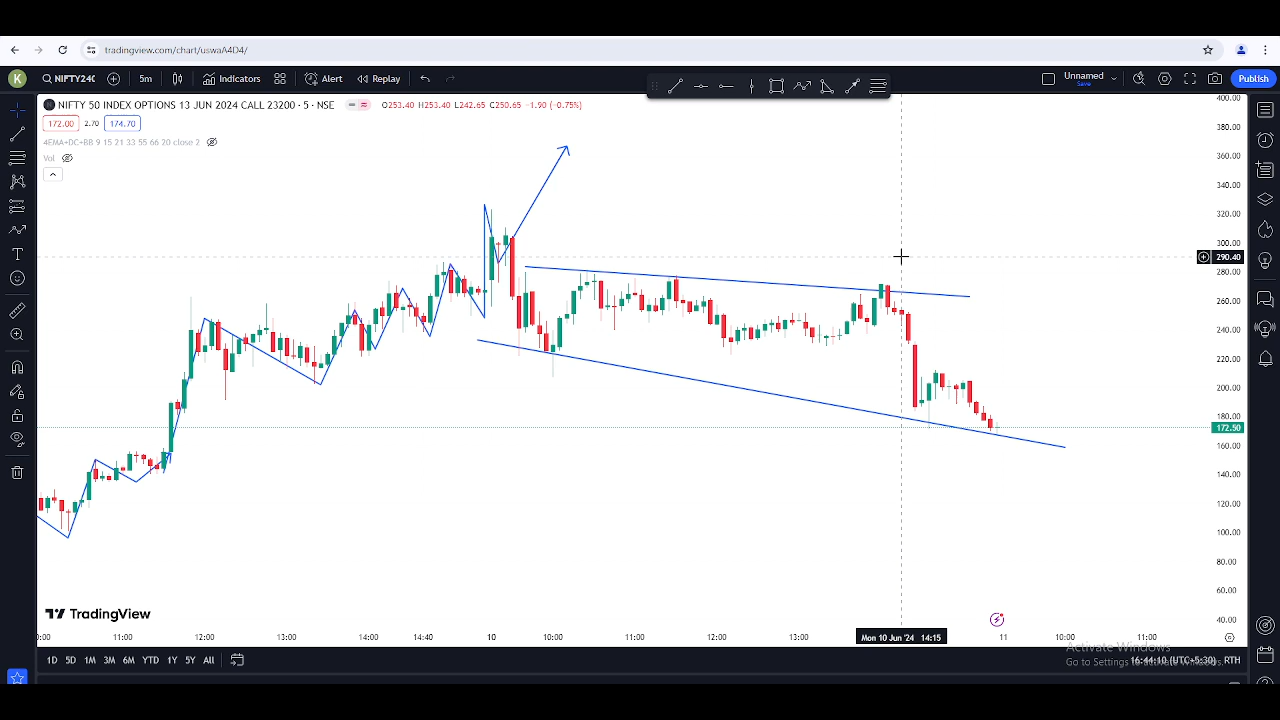 tradingview.com/chart/uswaA4D4/
K NIFTY24C 5m Indicators Alert Replay Unnamed Save Publish
NIFTY 50 INDEX OPTIONS 13 JUN 2024 CALL 23200 · 5 · NSE O253.40 H253.40 L242.65 C250.65 -1.90 (-0.75%)
172.00 2.70 174.70
4EMA+DC+BB 9 15 21 33 55 66 20 close 2
Vol
400.00
380.00
360.00
340.00
320.00
300.00
290.40
280.00
260.00
240.00
220.00
200.00
180.00
172.50
160.00
140.00
120.00
100.00
80.00
60.00
40.00
TradingView
0:00 11:00 12:00 13:00 14:00 14:40 10 10:00 11:00 12:00 13:00 Mon 10 Jun '24 14:15 11 10:00 11:00
Activate Windows
1D 5D 1M 3M 6M YTD 1Y 5Y All
Go to Settings to activate Windows.
16:44:10 (UTC+5:30) RTH